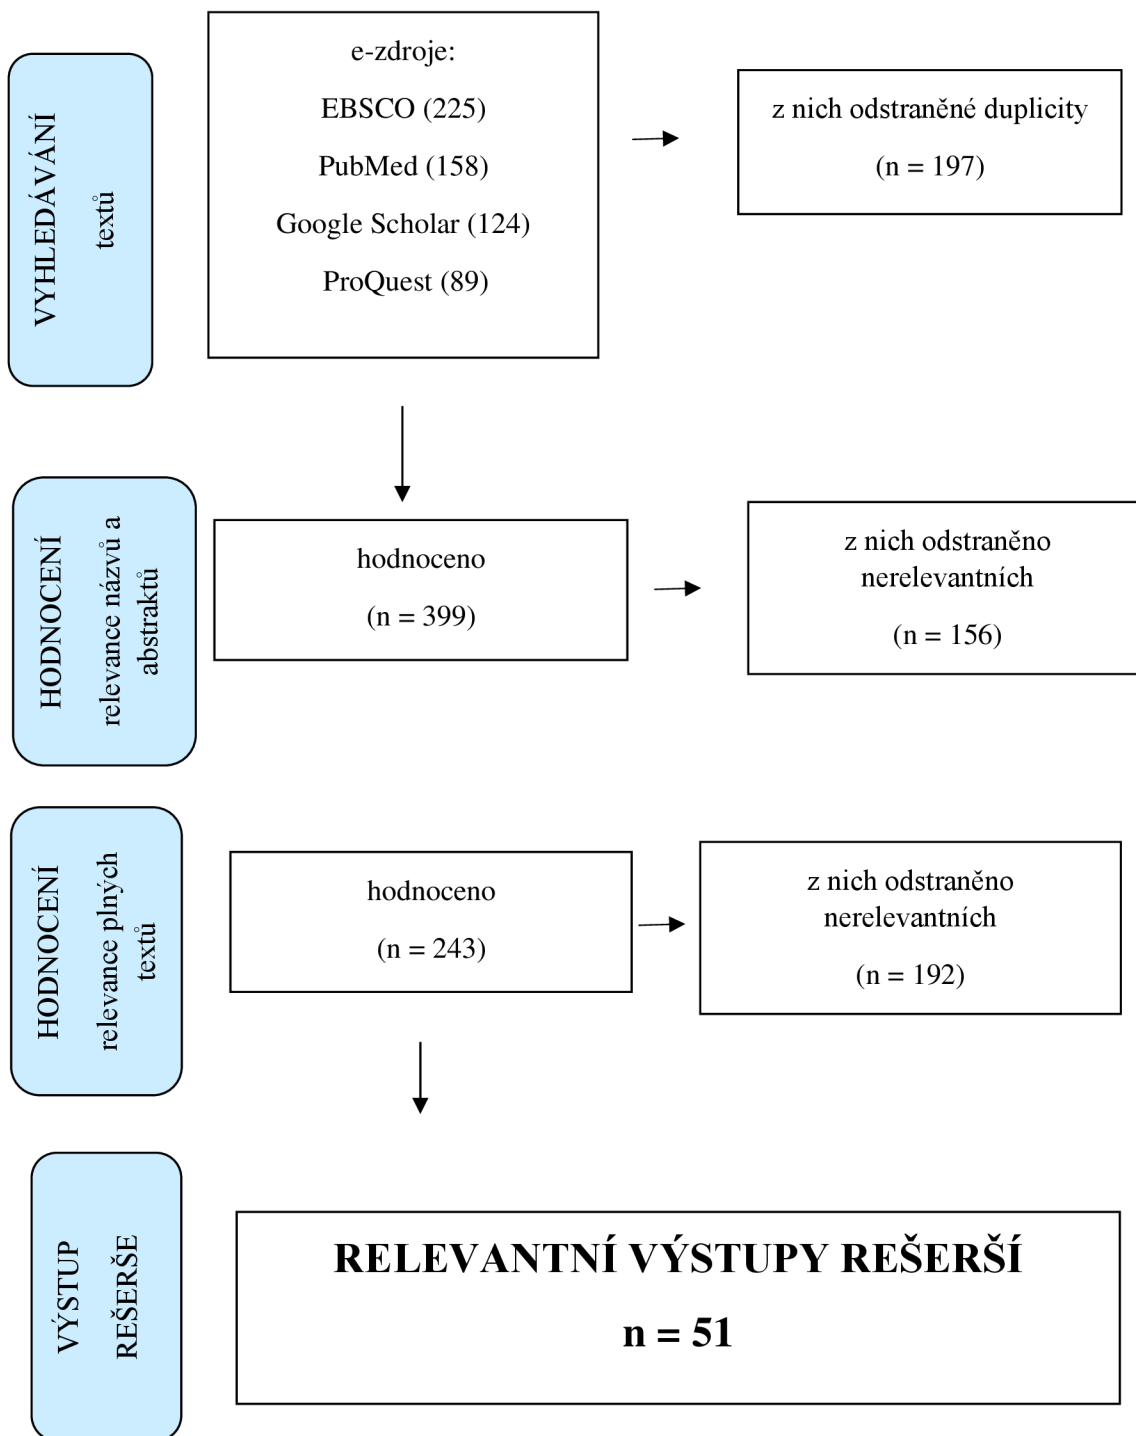 VYHLEDÁVÁNÍ
textů
e-zdroje:
EBSCO (225)
PubMed (158)
Google Scholar (124)
ProQuest (89)
z nich odstraněné duplicity
(n = 197)
HODNOCENÍ
relevance názvů a
abstraktů
hodnoceno
(n = 399)
z nich odstraněno
nerelevantních
(n = 156)
HODNOCENÍ
relevance plných
textů
hodnoceno
(n = 243)
z nich odstraněno
nerelevantních
(n = 192)
VÝSTUP
REŠERŠE
RELEVANTNÍ VÝSTUPY REŠERŠÍ
n = 51